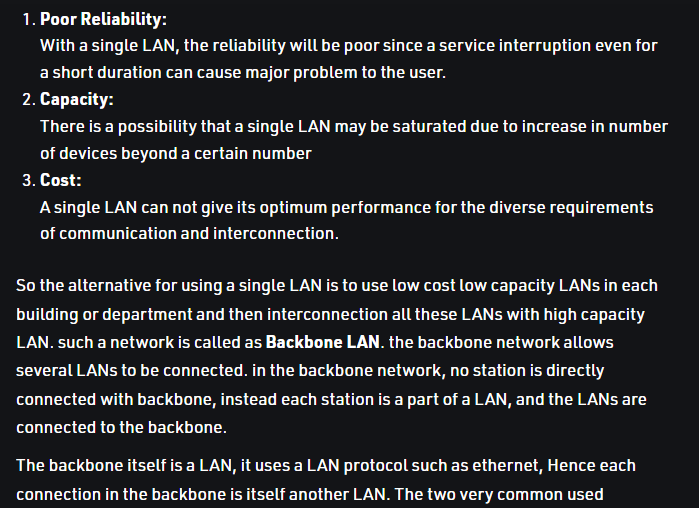 1. Poor Reliability:
With a single LAN, the reliability will be poor since a service interruption even for
a short duration can cause major problem to the user.
2. Capacity:
There is a possibility that a single LAN may be saturated due to increase in number
of devices beyond a certain number
3. Cost:
A single LAN can not give its optimum performance for the diverse requirements
of communication and interconnection.
So the alternative for using a single LAN is to use low cost low capacity LANs in each
building or department and then interconnection all these LANs with high capacity
LAN. such a network is called as Backbone LAN. the backbone network allows
several LANs to be connected. in the backbone network, no station is directly
connected with backbone, instead each station is a part of a LAN, and the LANs are
connected to the backbone.
The backbone itself is a LAN, it uses a LAN protocol such as ethernet, Hence each
connection in the backbone is itself another LAN. The two very common used